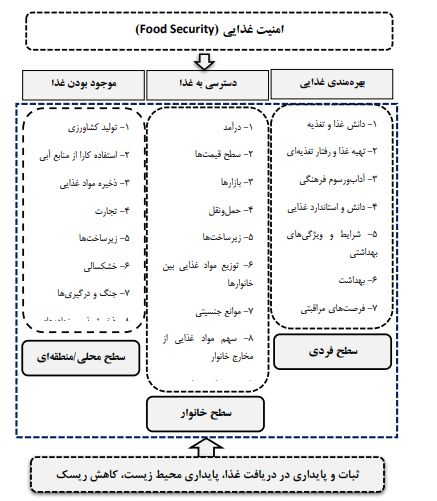 امنیت غذایی (Food Security)
بهره‌مندی غذایی
دسترسی به غذا
موجود بودن غذا
۱- دانش غذا و تغذیه
۲- تهیه غذا و رفتار تغذیه‌ای
۳- آداب‌ورسوم فرهنگی
۴- دانش و استاندارد غذایی
۵- شرایط و ویژگی‌های
بهداشتی
۶- بهداشت
۷- فرصت‌های مراقبتی
سطح فردی
۱- درآمد
۲- سطح قیمت‌ها
۳- بازارها
۴- حمل‌ونقل
۵- زیرساخت‌ها
۶- توزیع مواد غذایی بین
خانوارها
۷- موانع جنسیتی
۸- سهم مواد غذایی از
مخارج خانوار
سطح خانوار
۱- تولید کشاورزی
۲- استفاده کارا از منابع آبی
۳- ذخیره مواد غذایی
۴- تجارت
۵- زیرساخت‌ها
۶- خشکسالی
۷- جنگ و درگیری‌ها
سطح محلی/منطقه‌ای
ثبات و پایداری در دریافت غذا، پایداری محیط زیست، کاهش ریسک